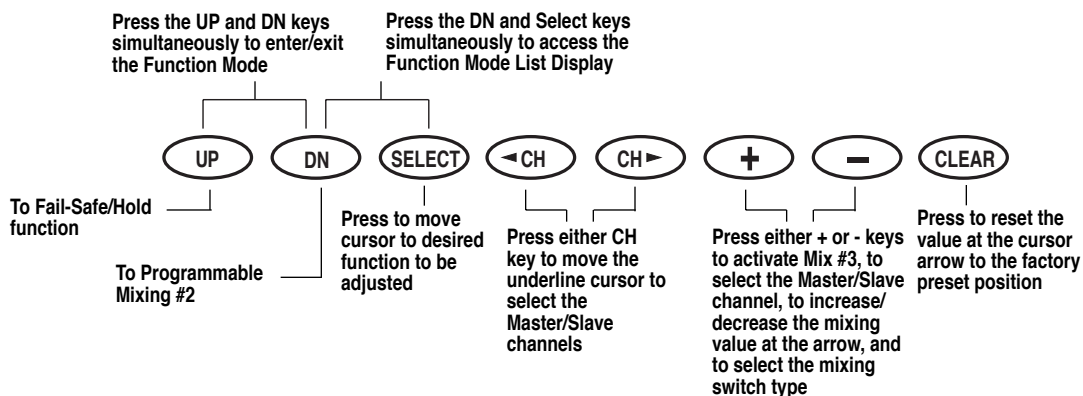 Press the UP and DN keys
simultaneously to enter/exit
the Function Mode
Press the DN and Select keys
simultaneously to access the
Function Mode List Display
UP
DN
SELECT
◄ CH
CH ►
+
–
CLEAR
To Fail-Safe/Hold
function
To Programmable
Mixing #2
Press to move
cursor to desired
function to be
adjusted
Press either CH
key to move the
underline cursor to
select the
Master/Slave
channels
Press either + or - keys
to activate Mix #3, to
select the Master/Slave
channel, to increase/
decrease the mixing
value at the arrow, and
to select the mixing
switch type
Press to reset the
value at the cursor
arrow to the factory
preset position